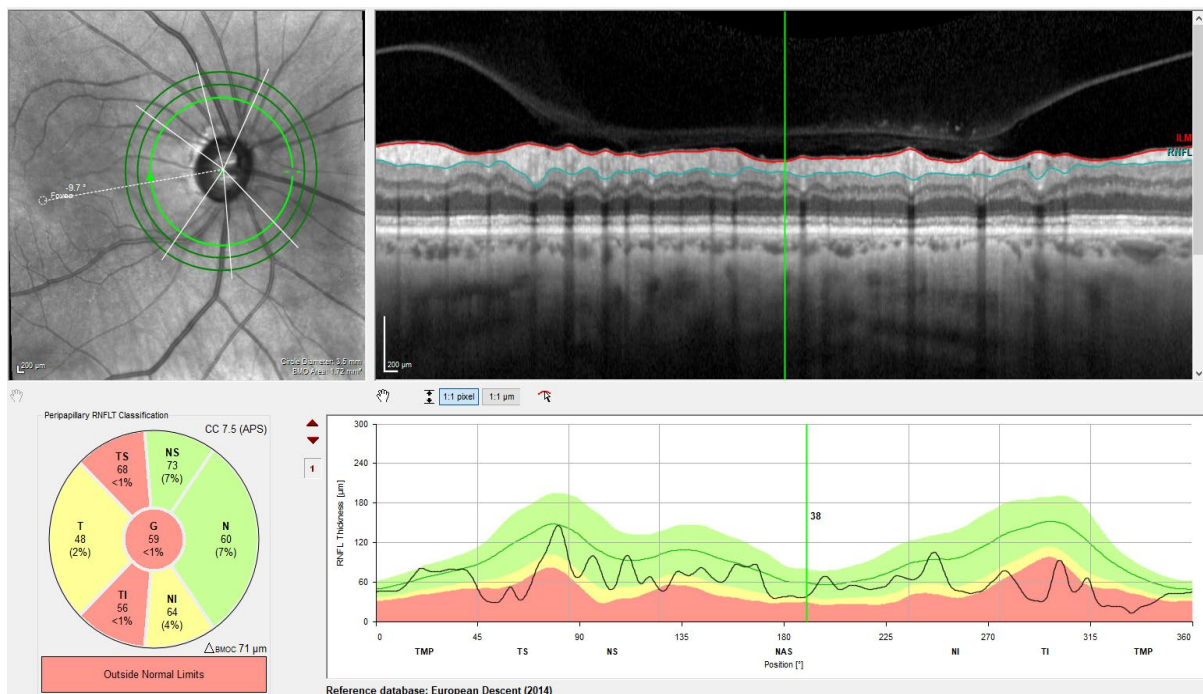 -9.7 °
Fovea
200 µm
Circle Diameter: 3.5 mm
BMO Area: 1.72 mm²
ILM
RNFL
200 µm
1:1 pixel
1:1 µm
Peripapillary RNFLT Classification
CC 7.5 (APS)
TS
68
<1%
NS
73
(7%)
T
48
(2%)
G
59
<1%
N
60
(7%)
TI
56
<1%
NI
64
(4%)
△BMOC 71 µm
Outside Normal Limits
1
RNFL Thickness [µm]
300
240
180
120
60
0
38
0 45 90 135 180 225 270 315 360
TMP TS NS NAS NI TI TMP
Position [°]
Reference database: European Descent (2014)